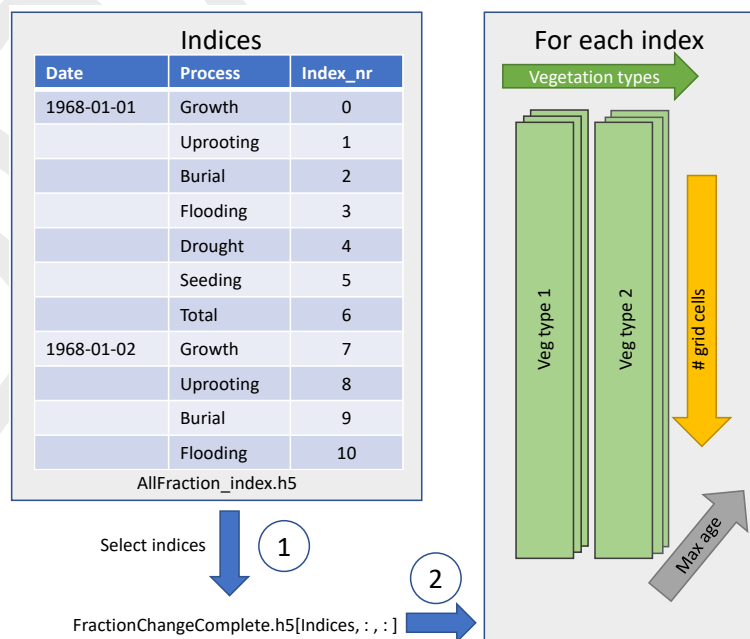 Indices
Date Process Index_nr
1968-01-01 Growth 0
Uprooting 1
Burial 2
Flooding 3
Drought 4
Seeding 5
Total 6
1968-01-02 Growth 7
Uprooting 8
Burial 9
Flooding 10
AllFraction_index.h5
Select indices
1
FractionChangeComplete.h5[Indices, : , : ]
2
For each index
Vegetation types
Veg type 1
Veg type 2
# grid cells
Max age